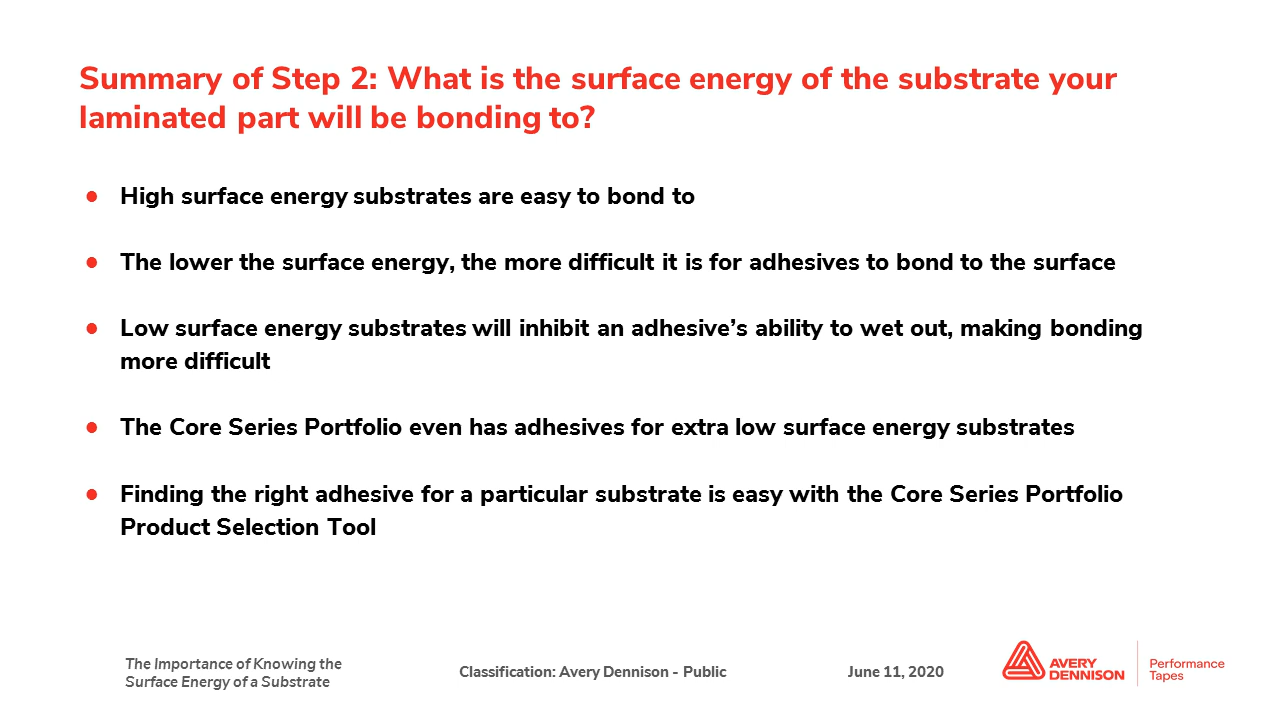 Summary of Step 2: What is the surface energy of the substrate your
laminated part will be bonding to?
● High surface energy substrates are easy to bond to
● The lower the surface energy, the more difficult it is for adhesives to bond to the surface
● Low surface energy substrates will inhibit an adhesive’s ability to wet out, making bonding
more difficult
● The Core Series Portfolio even has adhesives for extra low surface energy substrates
● Finding the right adhesive for a particular substrate is easy with the Core Series Portfolio
Product Selection Tool
The Importance of Knowing the
Surface Energy of a Substrate
Classification: Avery Dennison - Public
June 11, 2020
AVERY
DENNISON
Performance
Tapes